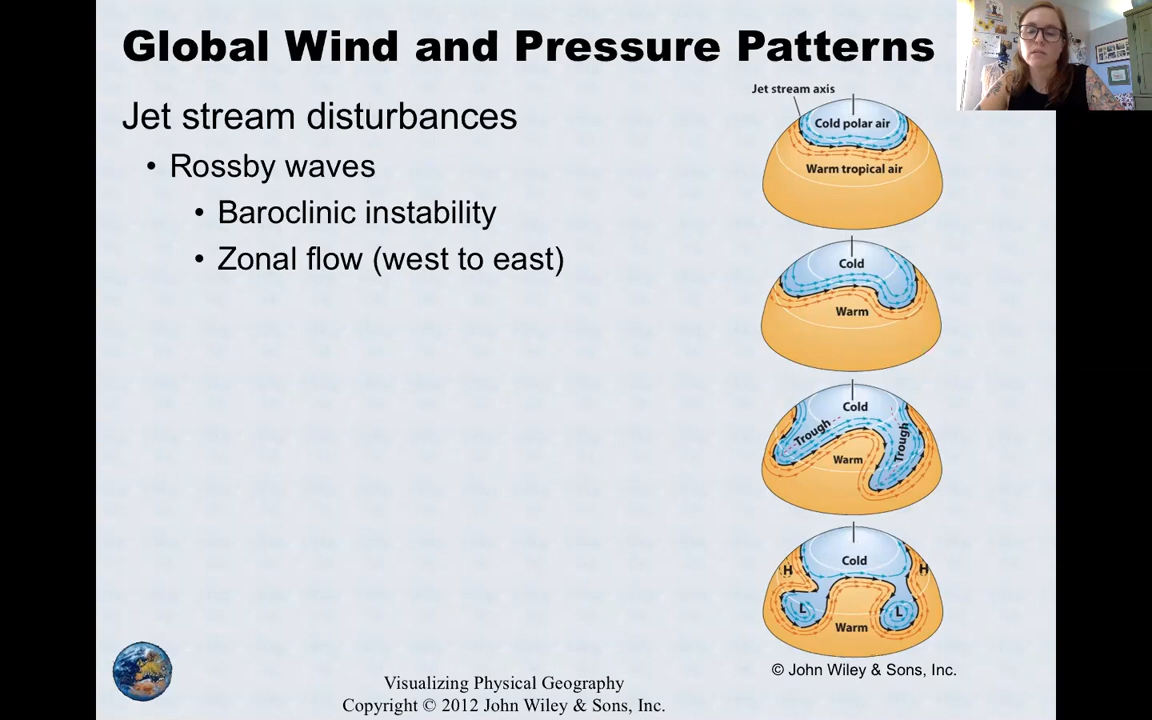 Global Wind and Pressure Patterns
Jet stream disturbances
• Rossby waves
• Baroclinic instability
• Zonal flow (west to east)
Jet stream axis
Cold polar air
Warm tropical air
Cold
Warm
Cold
Trough
Trough
Warm
Cold
H
H
L
L
Warm
© John Wiley & Sons, Inc.
Visualizing Physical Geography
Copyright © 2012 John Wiley & Sons, Inc.